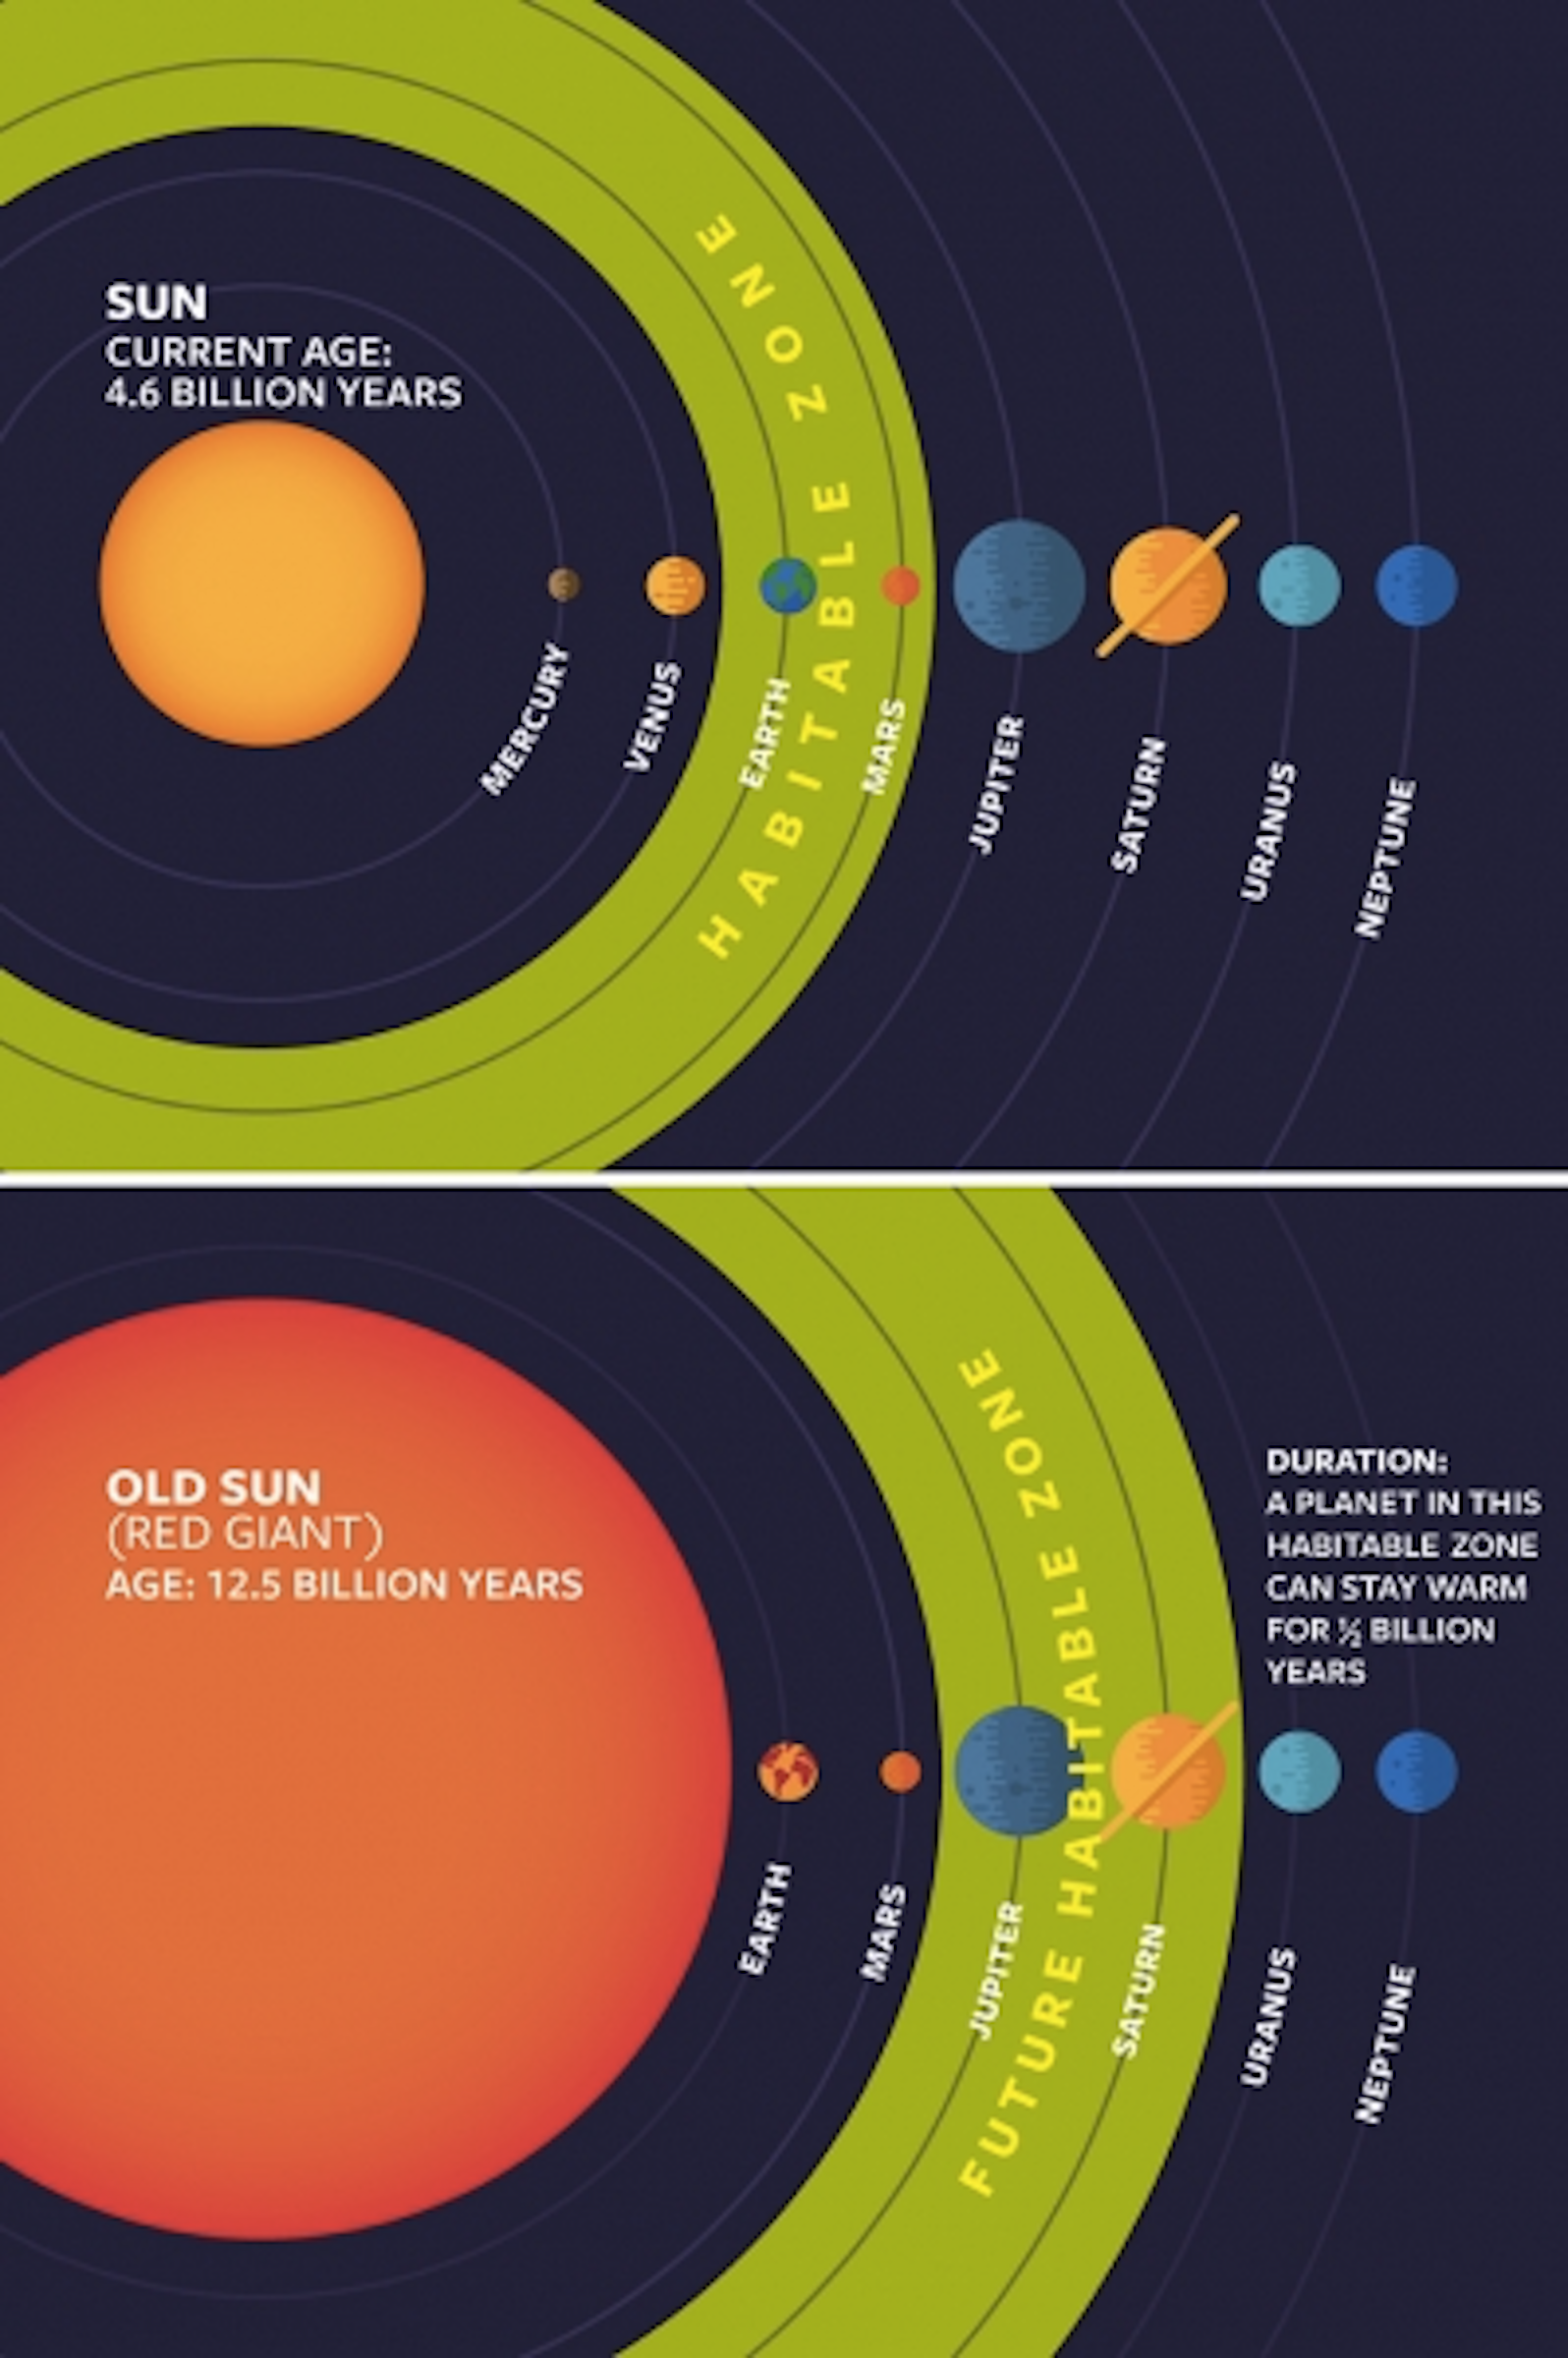 SUN
CURRENT AGE:
4.6 BILLION YEARS
MERCURY
VENUS
EARTH
HABITABLE ZONE
MARS
JUPITER
SATURN
URANUS
NEPTUNE
OLD SUN
(RED GIANT)
AGE: 12.5 BILLION YEARS
EARTH
MARS
JUPITER
FUTURE HABITABLE ZONE
SATURN
URANUS
NEPTUNE
DURATION:
A PLANET IN THIS
HABITABLE ZONE
CAN STAY WARM
FOR ½ BILLION
YEARS